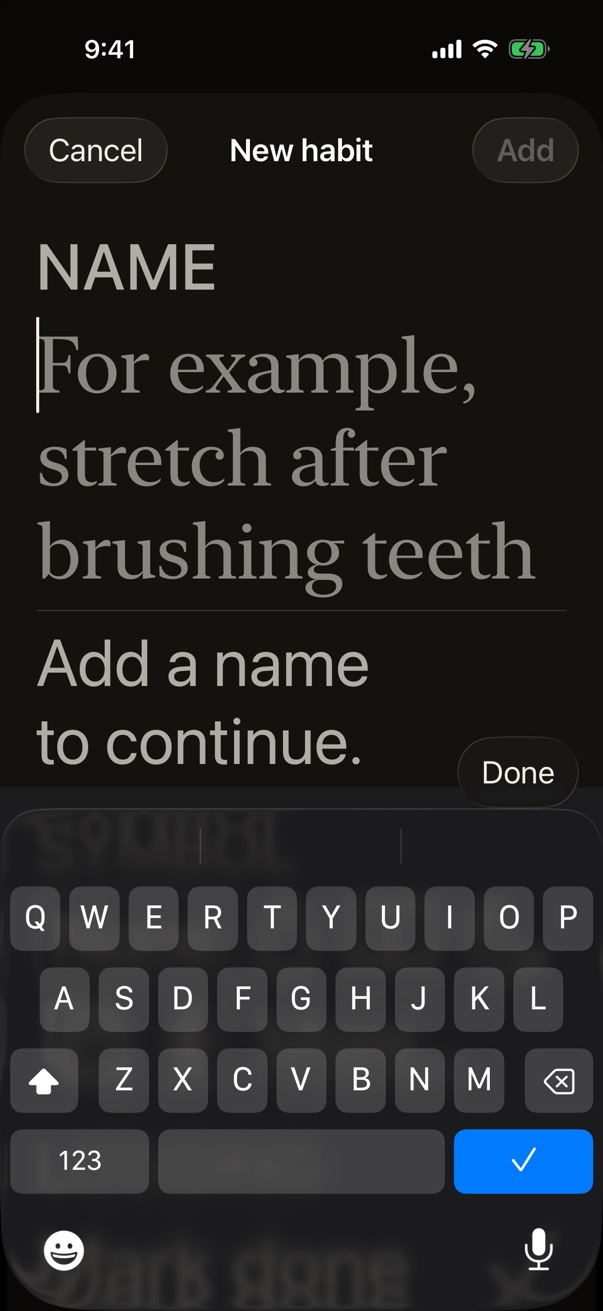 9:41
Cancel
New habit
Add
NAME
For example,
stretch after
brushing teeth
Add a name
to continue.
Done
SYMBOL
Q W E R T Y U I O P
A S D F G H J K L
Z X C V B N M
123